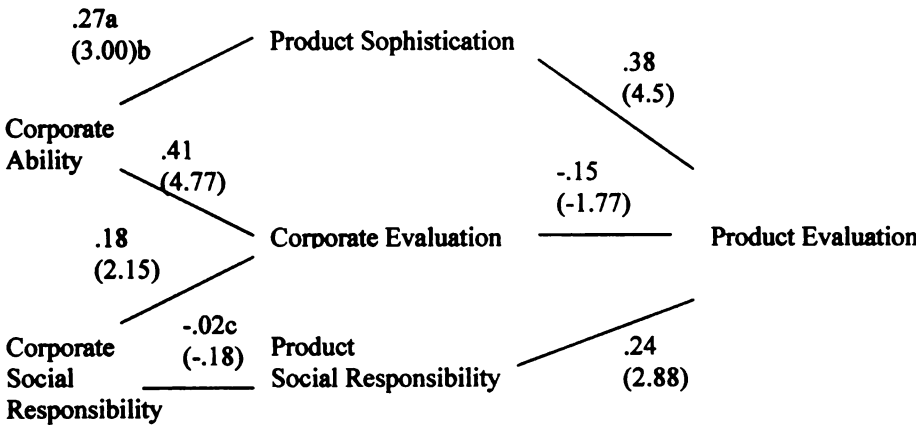 .27a
(3.00)b
Product Sophistication
.38
(4.5)
Corporate
Ability
.41
(4.77)
-.15
(-1.77)
.18
(2.15)
Corporate Evaluation
Product Evaluation
Corporate
Social
Responsibility
-.02c
(-.18)
Product
Social Responsibility
.24
(2.88)